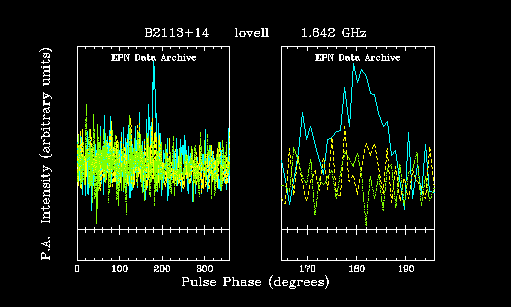 B2113+14 lovell 1.642 GHz
EPN Data Archive EPN Data Archive
P.A. Intensity (arbitrary units)
0 100 200 300 170 180 190
Pulse Phase (degrees)